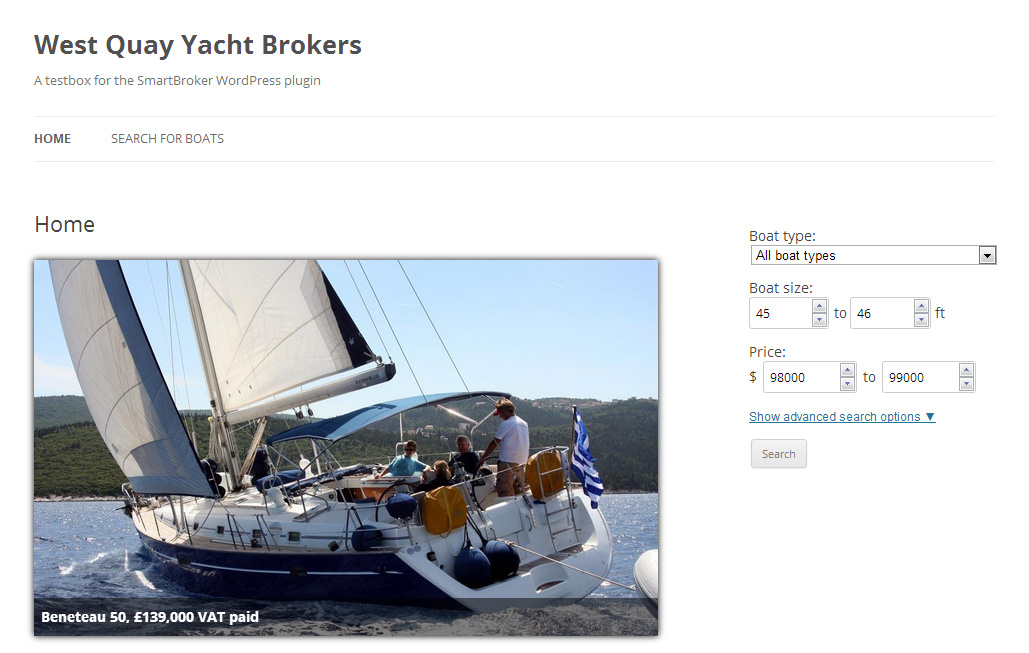 West Quay Yacht Brokers
A testbox for the SmartBroker WordPress plugin
HOME SEARCH FOR BOATS
Home
Boat type:
All boat types
Boat size:
45 to 46 ft
Price:
$ 98000 to 99000
Show advanced search options ▼
Search
Beneteau 50, £139,000 VAT paid